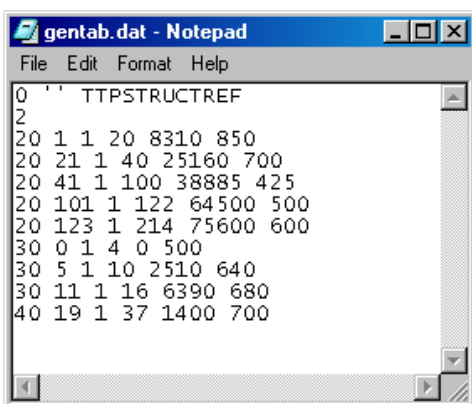 gentab.dat - Notepad
File Edit Format Help
0 '' TTPSTRUCTREF
2
20 1 1 20 8310 850
20 21 1 40 25160 700
20 41 1 100 38885 425
20 101 1 122 64500 500
20 123 1 214 75600 600
30 0 1 4 0 500
30 5 1 10 2510 640
30 11 1 16 6390 680
40 19 1 37 1400 700